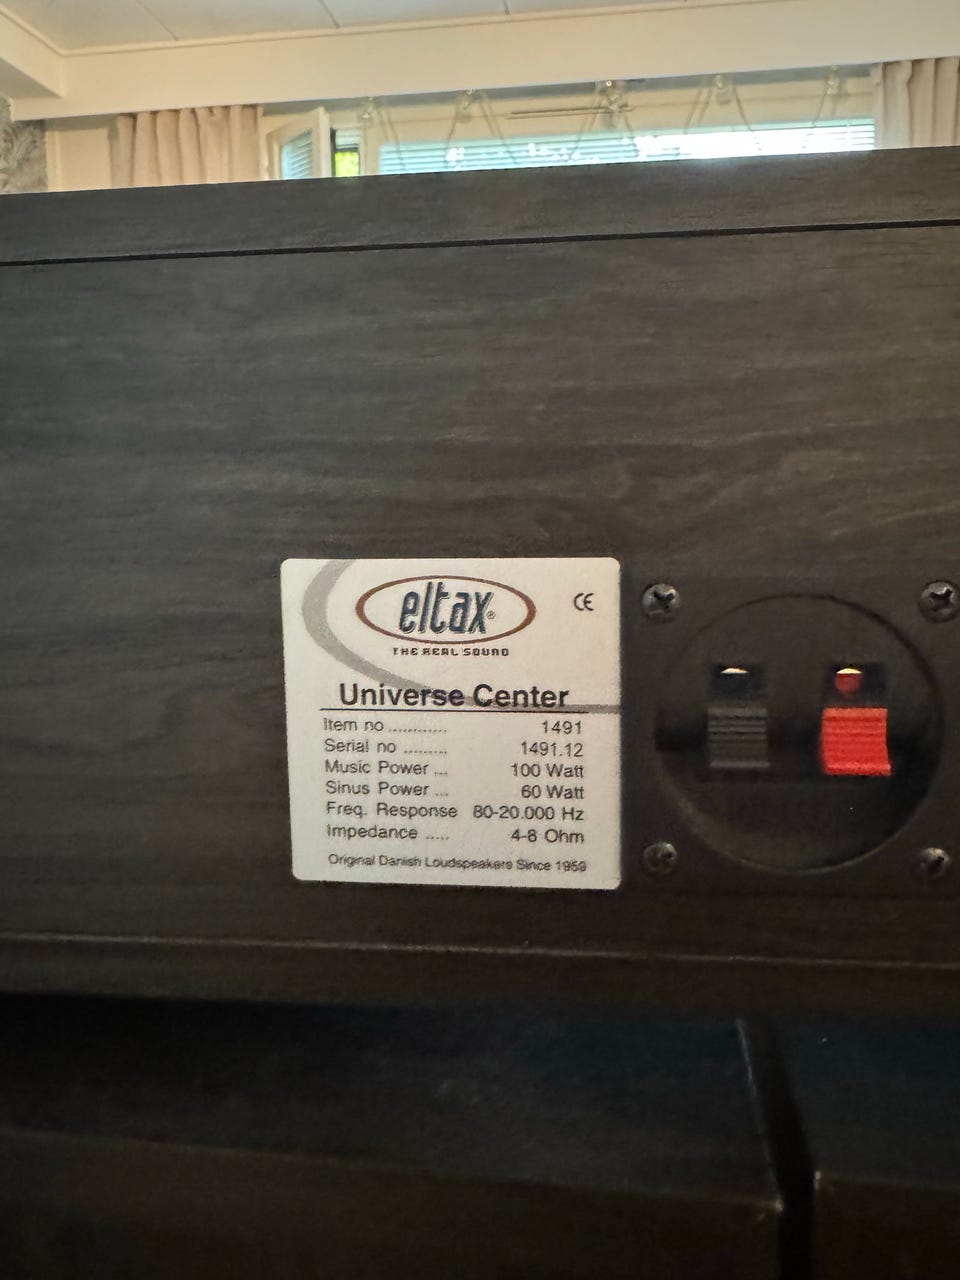 eltax®
CE
THE REAL SOUND
Universe Center
Item no ............ 1491
Serial no ......... 1491.12
Music Power ... 100 Watt
Sinus Power ... 60 Watt
Freq. Response 80-20.000 Hz
Impedance ..... 4-8 Ohm
Original Danish Loudspeakers Since 1959